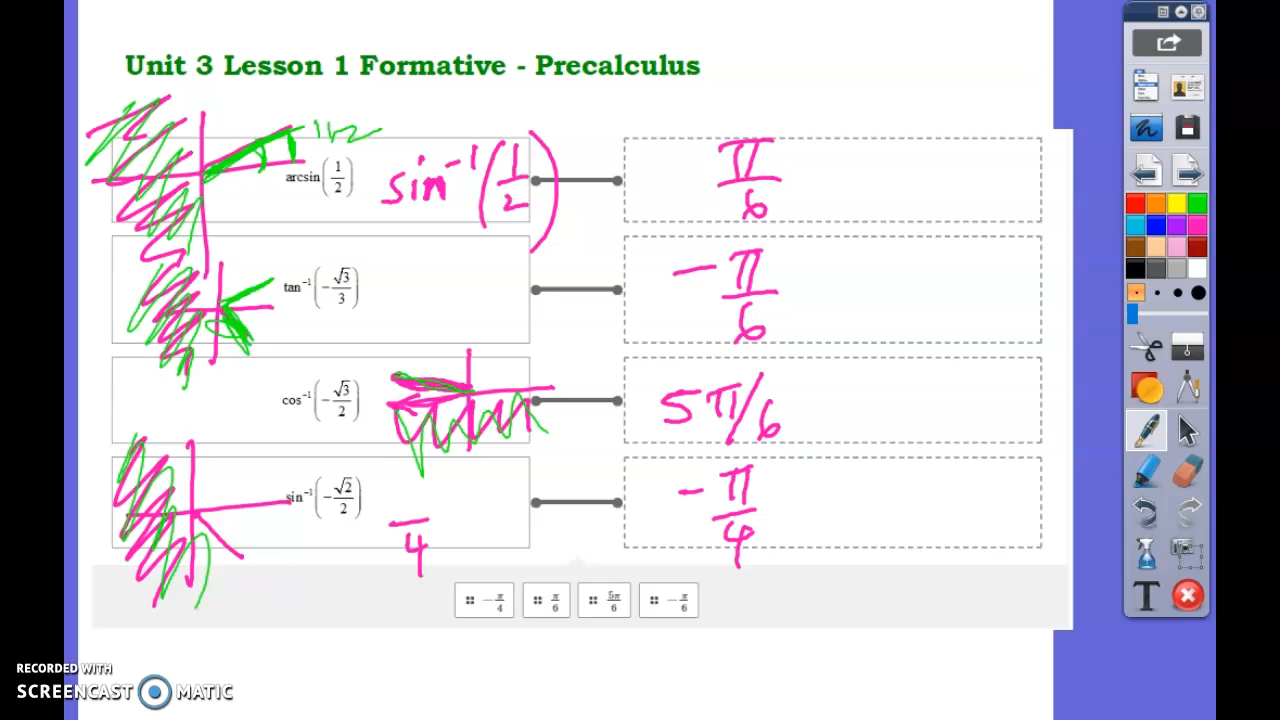 Unit 3 Lesson 1 Formative - Precalculus
arcsin(1/2) sin⁻¹(1/2) π/6
tan⁻¹(-√3/3) -π/6
cos⁻¹(-√3/2) 5π/6
sin⁻¹(-√2/2) /4 -π/4
-π/4 π/6 5π/6 -π/6
T
RECORDED WITH
SCREENCAST MATIC